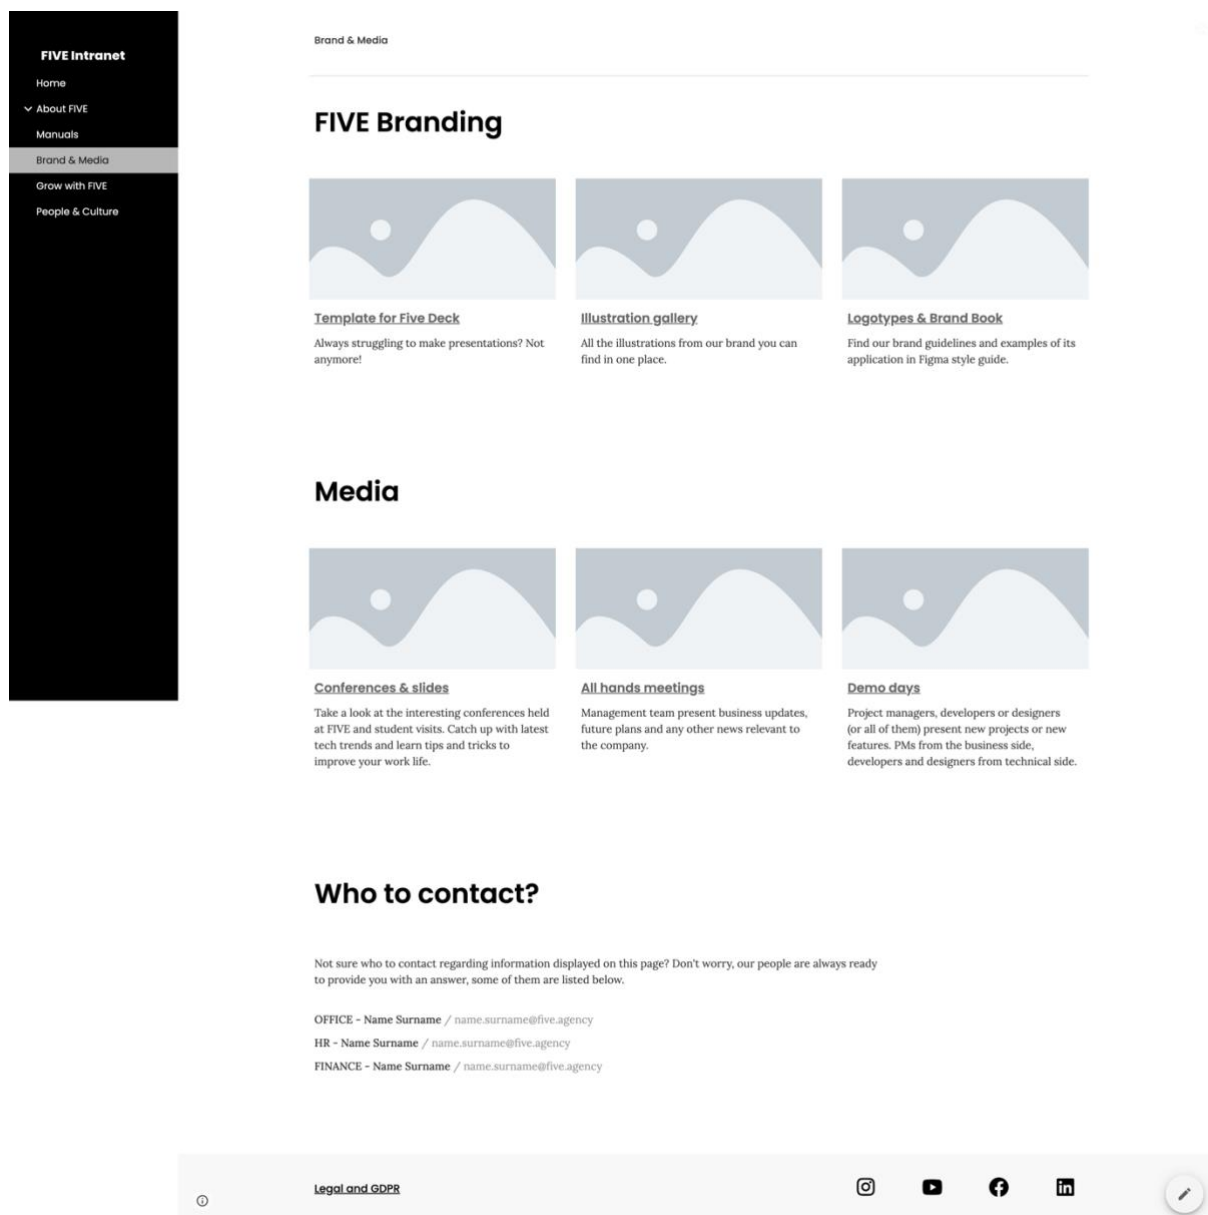 FIVE Intranet
Home
About FIVE
Manuals
Brand & Media
Grow with FIVE
People & Culture
Brand & Media
FIVE Branding
Template for Five Deck
Always struggling to make presentations? Not
anymore!
Illustration gallery
All the illustrations from our brand you can
find in one place.
Logotypes & Brand Book
Find our brand guidelines and examples of its
application in Figma style guide.
Media
Conferences & slides
Take a look at the interesting conferences held
at FIVE and student visits. Catch up with latest
tech trends and learn tips and tricks to
improve your work life.
All hands meetings
Management team present business updates,
future plans and any other news relevant to
the company.
Demo days
Project managers, developers or designers
(or all of them) present new projects or new
features. PMs from the business side,
developers and designers from technical side.
Who to contact?
Not sure who to contact regarding information displayed on this page? Don't worry, our people are always ready
to provide you with an answer, some of them are listed below.
OFFICE - Name Surname / name.surname@five.agency
HR - Name Surname / name.surname@five.agency
FINANCE - Name Surname / name.surname@five.agency
Legal and GDPR